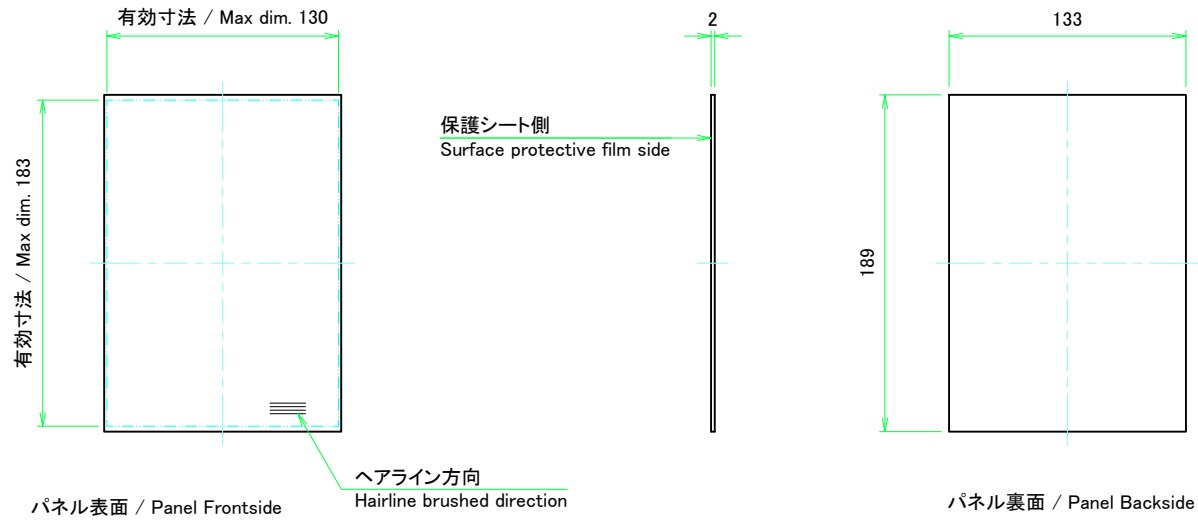 有効寸法 / Max dim. 130
2
133
有効寸法 / Max dim. 183
保護シート側
Surface protective film side
189
ヘアライン方向
Hairline brushed direction
パネル表面 / Panel Frontside
パネル裏面 / Panel Backside